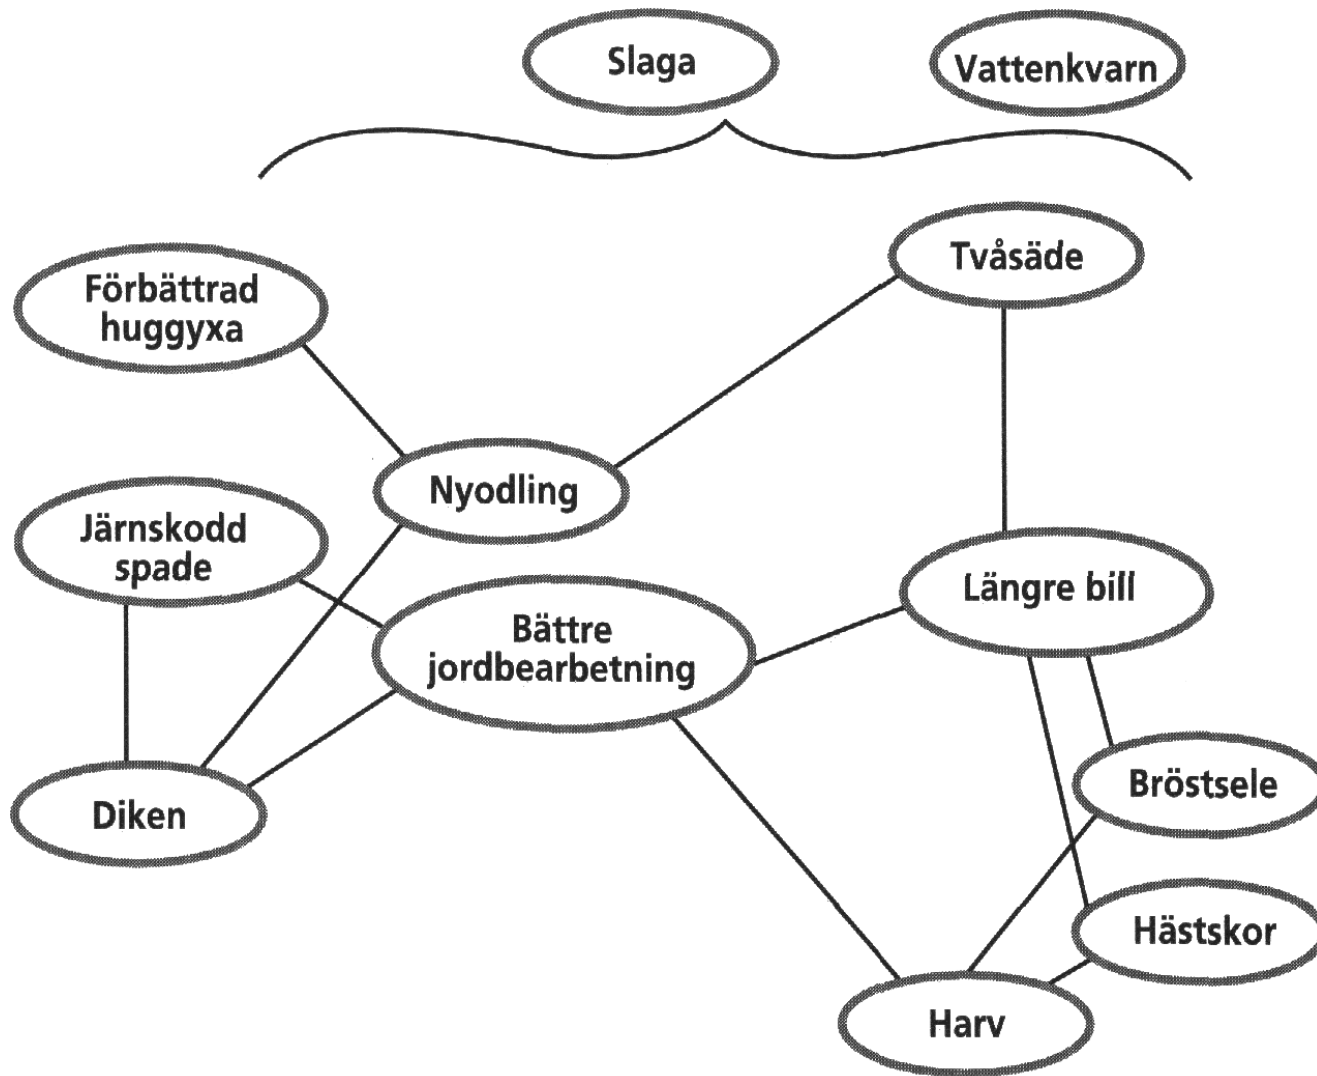 Slaga
Vattenkvarn
Tvåsäde
Förbättrad
huggyxa
Nyodling
Järnskodd
spade
Längre bill
Bättre
jordbearbetning
Bröstsele
Diken
Hästskor
Harv